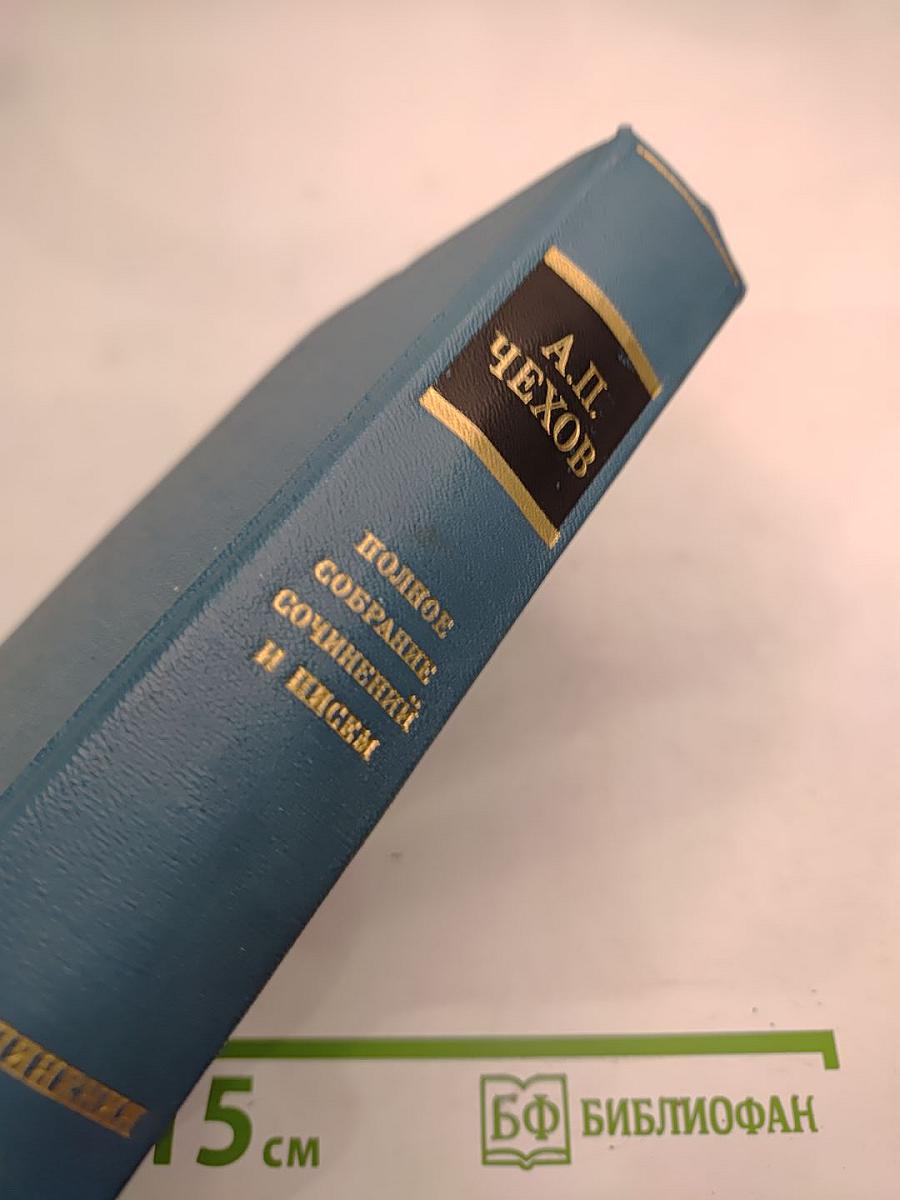 А.П.
ЧЕХОВ
ПОЛНОЕ
СОБРАНИЕ
СОЧИНЕНИЙ
И ПИСЕМ
15 см
БФ БИБЛИОФАН